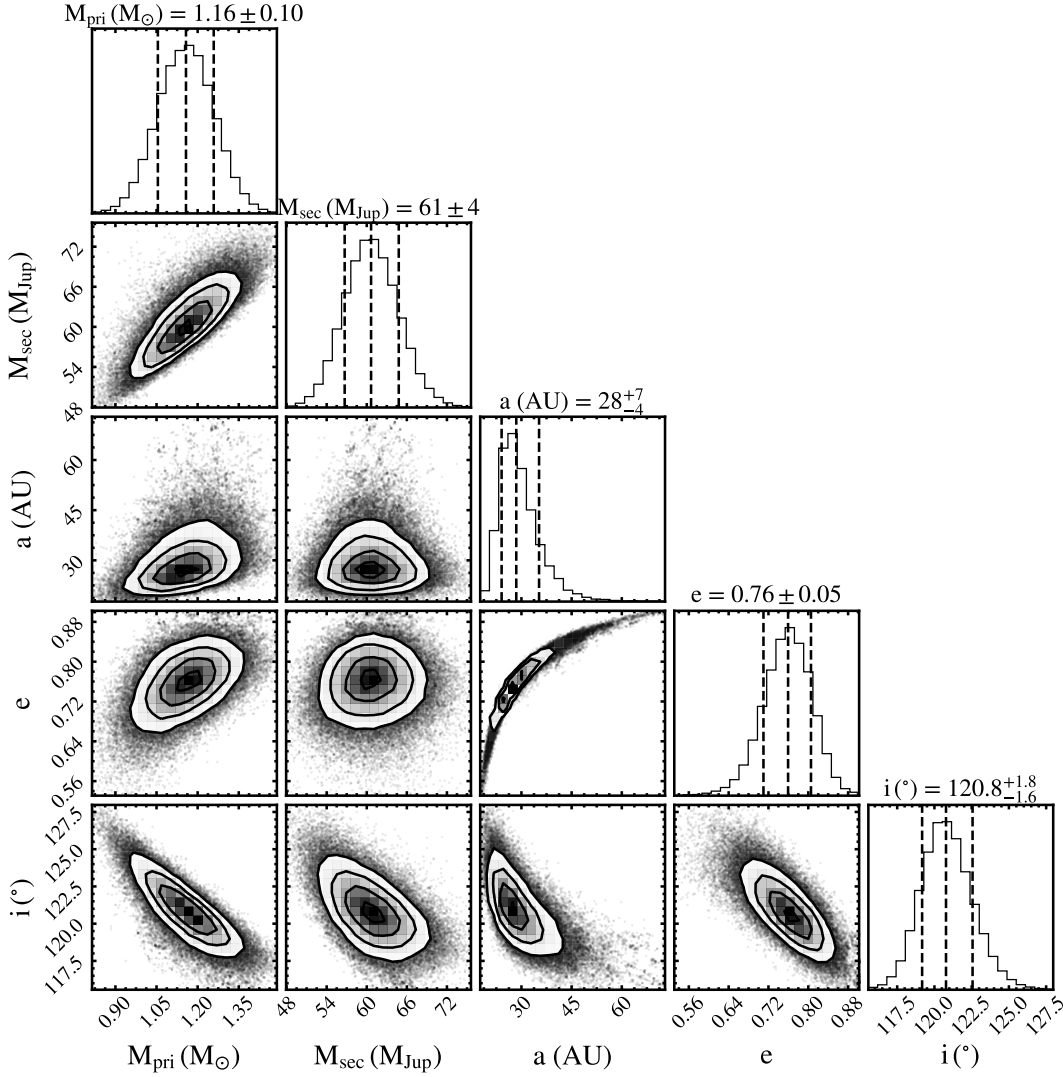 M_pri (M_⊙) = 1.16 ± 0.10
M_sec (M_Jup) = 61 ± 4
72
66
60
54
48
M_sec (M_Jup)
a (AU) = 28^{+7}_{-4}
60
45
30
a (AU)
e = 0.76 ± 0.05
0.88
0.80
0.72
0.64
0.56
e
i (°) = 120.8^{+1.8}_{-1.6}
127.5
125.0
122.5
120.0
117.5
i (°)
0.90 1.05 1.20 1.35 48 54 60 66 72 30 45 60 0.56 0.64 0.72 0.80 0.88 117.5 120.0 122.5 125.0 127.5
M_pri (M_⊙) M_sec (M_Jup) a (AU) e i (°)